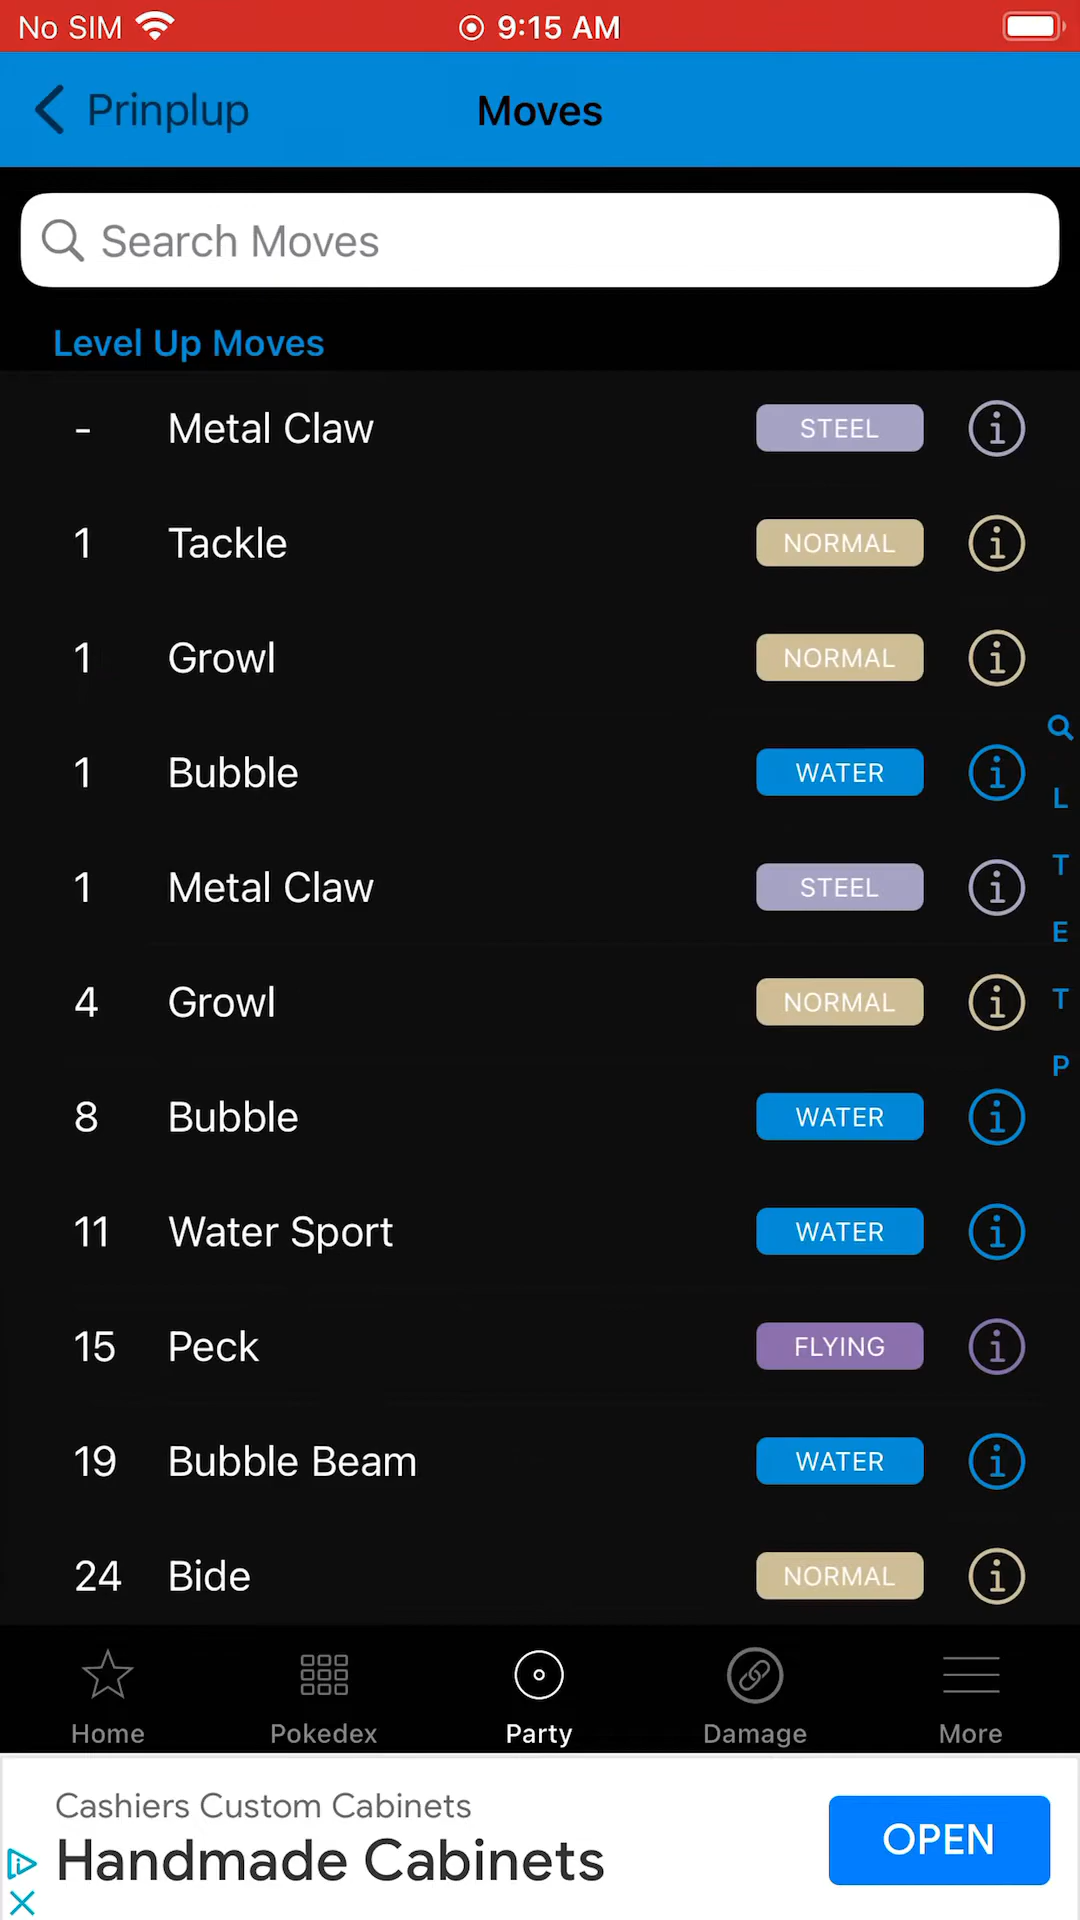 No SIM 9:15 AM
Prinplup Moves
Search Moves
Level Up Moves
- Metal Claw STEEL
1 Tackle NORMAL
1 Growl NORMAL
1 Bubble WATER
1 Metal Claw STEEL
4 Growl NORMAL
8 Bubble WATER
11 Water Sport WATER
15 Peck FLYING
19 Bubble Beam WATER
24 Bide NORMAL
L
T
E
T
P
Home Pokedex Party Damage More
Cashiers Custom Cabinets
Handmade Cabinets
OPEN